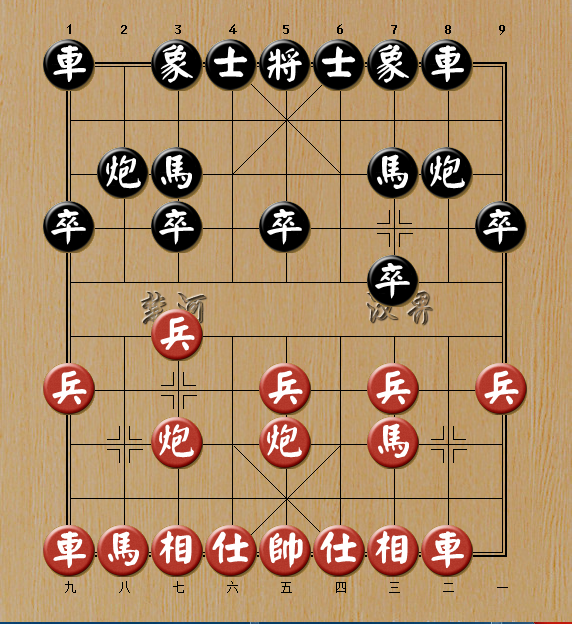 1 2 3 4 5 6 7 8 9
車 象 士 將 士 象 車
炮 馬 馬 炮
卒 卒 卒 卒
卒
楚河 汉界
兵
兵 兵 兵 兵
炮 炮 馬
車 馬 相 仕 帥 仕 相 車
九 八 七 六 五 四 三 二 一